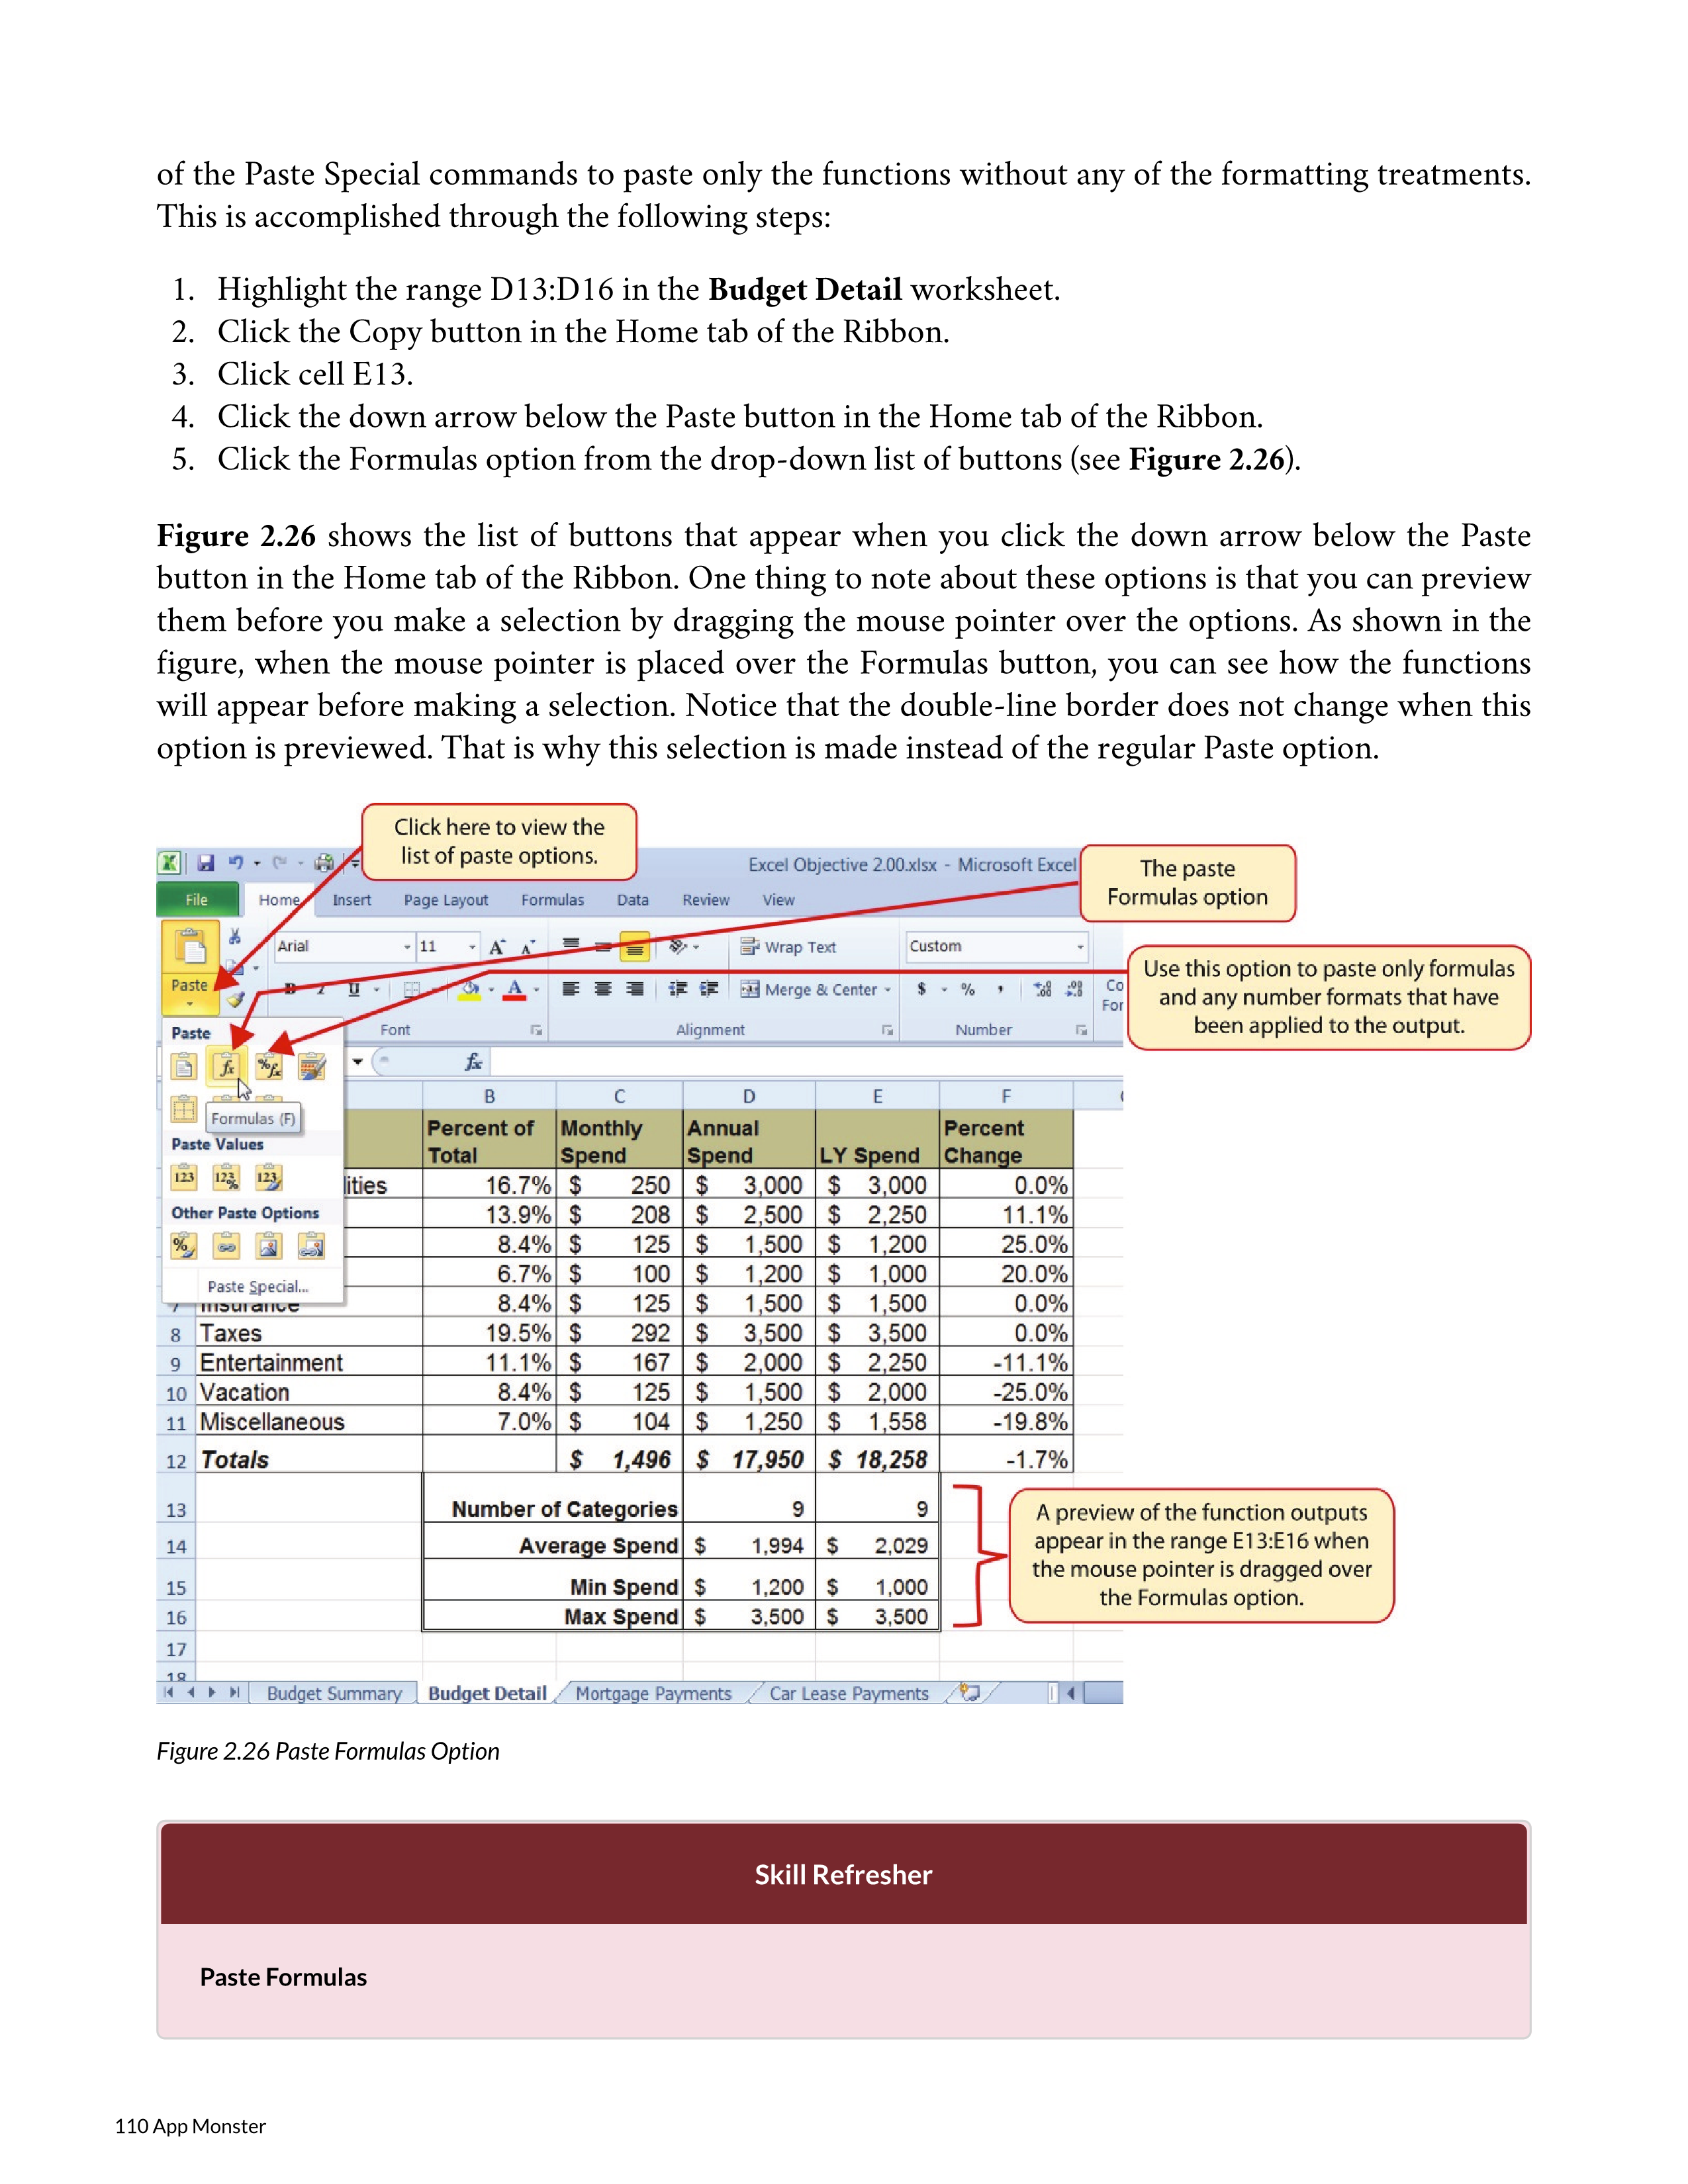 of the Paste Special commands to paste only the functions without any of the formatting treatments.
This is accomplished through the following steps:
1. Highlight the range D13:D16 in the Budget Detail worksheet.
2. Click the Copy button in the Home tab of the Ribbon.
3. Click cell E13.
4. Click the down arrow below the Paste button in the Home tab of the Ribbon.
5. Click the Formulas option from the drop-down list of buttons (see Figure 2.26).
Figure 2.26 shows the list of buttons that appear when you click the down arrow below the Paste
button in the Home tab of the Ribbon. One thing to note about these options is that you can preview
them before you make a selection by dragging the mouse pointer over the options. As shown in the
figure, when the mouse pointer is placed over the Formulas button, you can see how the functions
will appear before making a selection. Notice that the double-line border does not change when this
option is previewed. That is why this selection is made instead of the regular Paste option.
Click here to view the
list of paste options.
Excel Objective 2.00.xlsx - Microsoft Excel
The paste
Formulas option
File Home Insert Page Layout Formulas Data Review View
Arial 11 Wrap Text Custom
Use this option to paste only formulas
and any number formats that have
been applied to the output.
Paste B I U A Merge & Center $ % , .00 Co
For
Font Alignment Number
Paste
fx
Formulas (F)
Paste Values
123 123 123
Other Paste Options
Paste Special...
B C D E F
Percent of Total Monthly Spend Annual Spend LY Spend Percent Change
lities 16.7% $ 250 $ 3,000 $ 3,000 0.0%
13.9% $ 208 $ 2,500 $ 2,250 11.1%
8.4% $ 125 $ 1,500 $ 1,200 25.0%
6.7% $ 100 $ 1,200 $ 1,000 20.0%
7 Insurance 8.4% $ 125 $ 1,500 $ 1,500 0.0%
8 Taxes 19.5% $ 292 $ 3,500 $ 3,500 0.0%
9 Entertainment 11.1% $ 167 $ 2,000 $ 2,250 -11.1%
10 Vacation 8.4% $ 125 $ 1,500 $ 2,000 -25.0%
11 Miscellaneous 7.0% $ 104 $ 1,250 $ 1,558 -19.8%
12 Totals $ 1,496 $ 17,950 $ 18,258 -1.7%
13 Number of Categories 9 9
14 Average Spend $ 1,994 $ 2,029
15 Min Spend $ 1,200 $ 1,000
16 Max Spend $ 3,500 $ 3,500
17
18
A preview of the function outputs
appear in the range E13:E16 when
the mouse pointer is dragged over
the Formulas option.
Budget Summary Budget Detail Mortgage Payments Car Lease Payments
Figure 2.26 Paste Formulas Option
Skill Refresher
Paste Formulas
110 App Monster